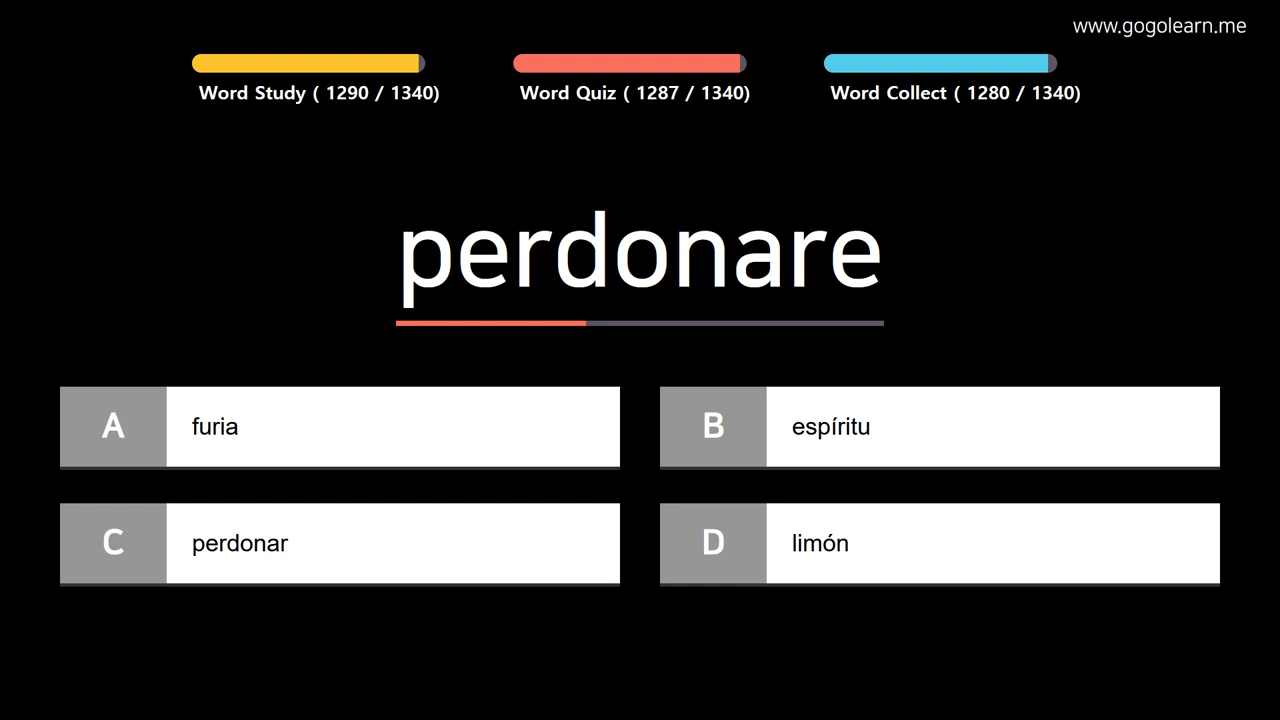 www.gogolearn.me
Word Study ( 1290 / 1340)
Word Quiz ( 1287 / 1340)
Word Collect ( 1280 / 1340)
perdonare
A furia
B espíritu
C perdonar
D limón